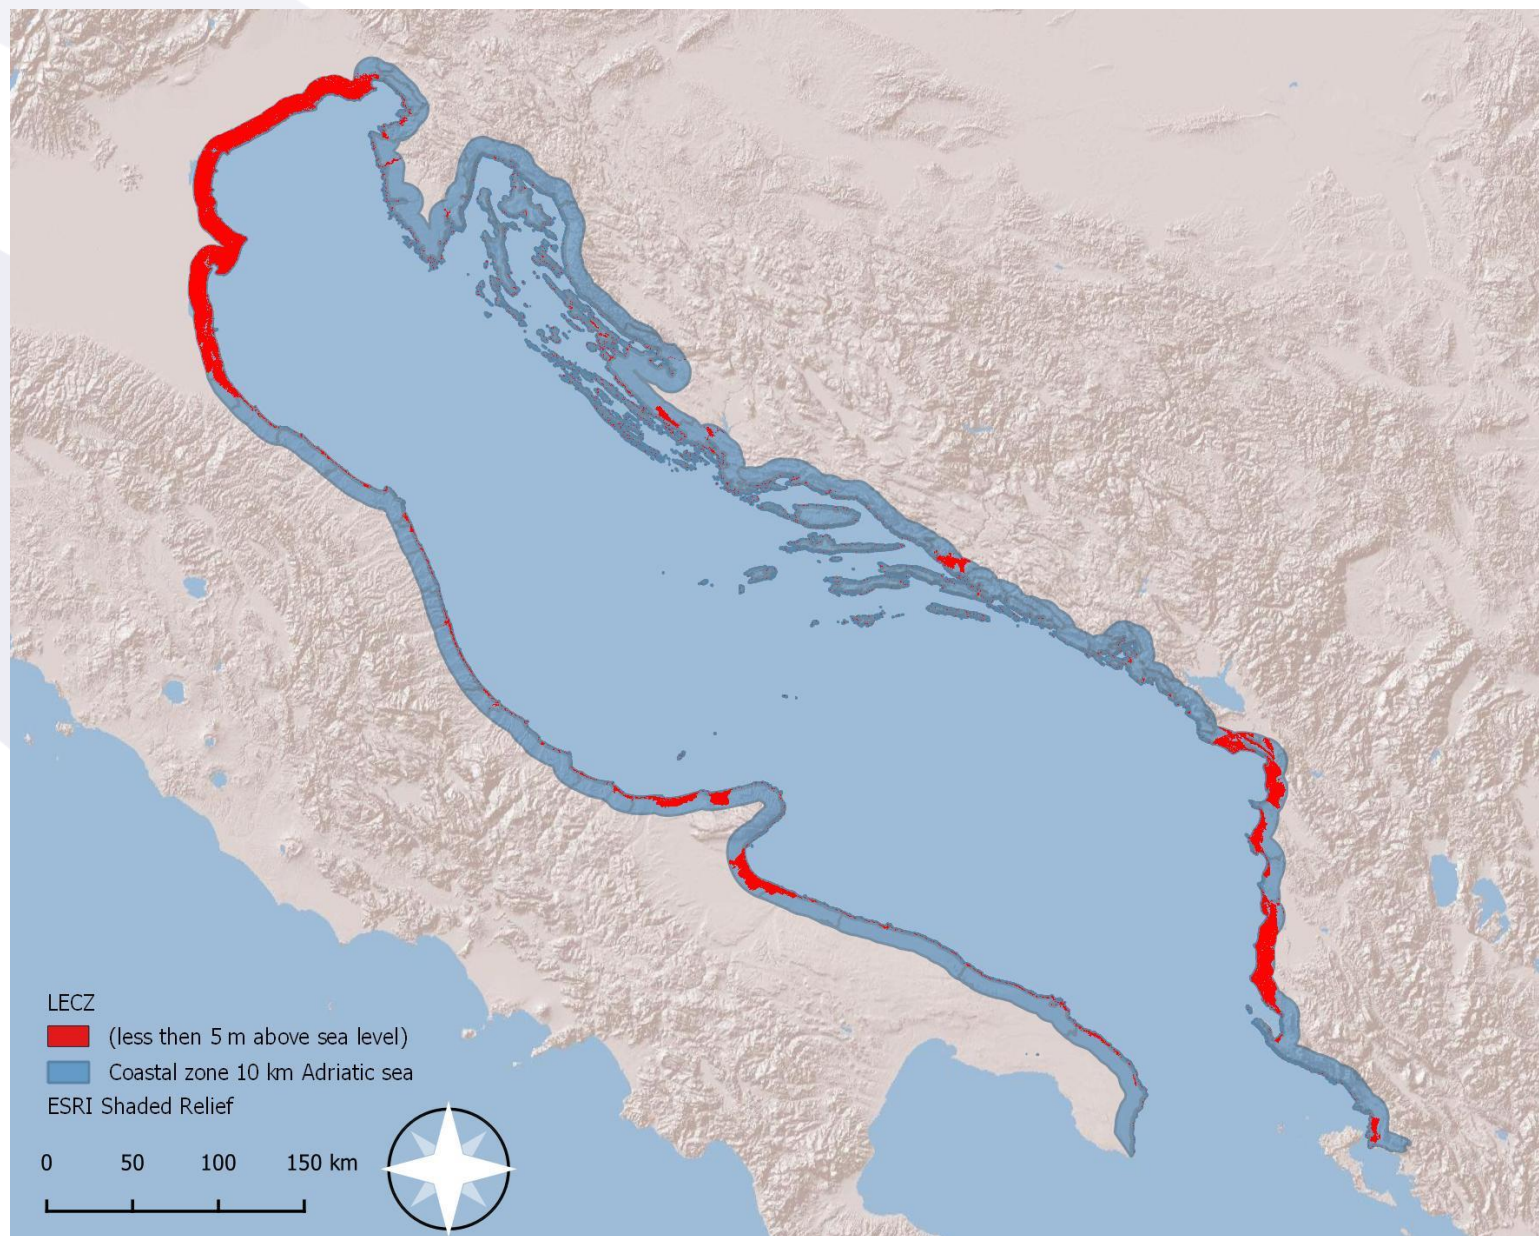 LECZ
(less then 5 m above sea level)
Coastal zone 10 km Adriatic sea
ESRI Shaded Relief
0 50 100 150 km